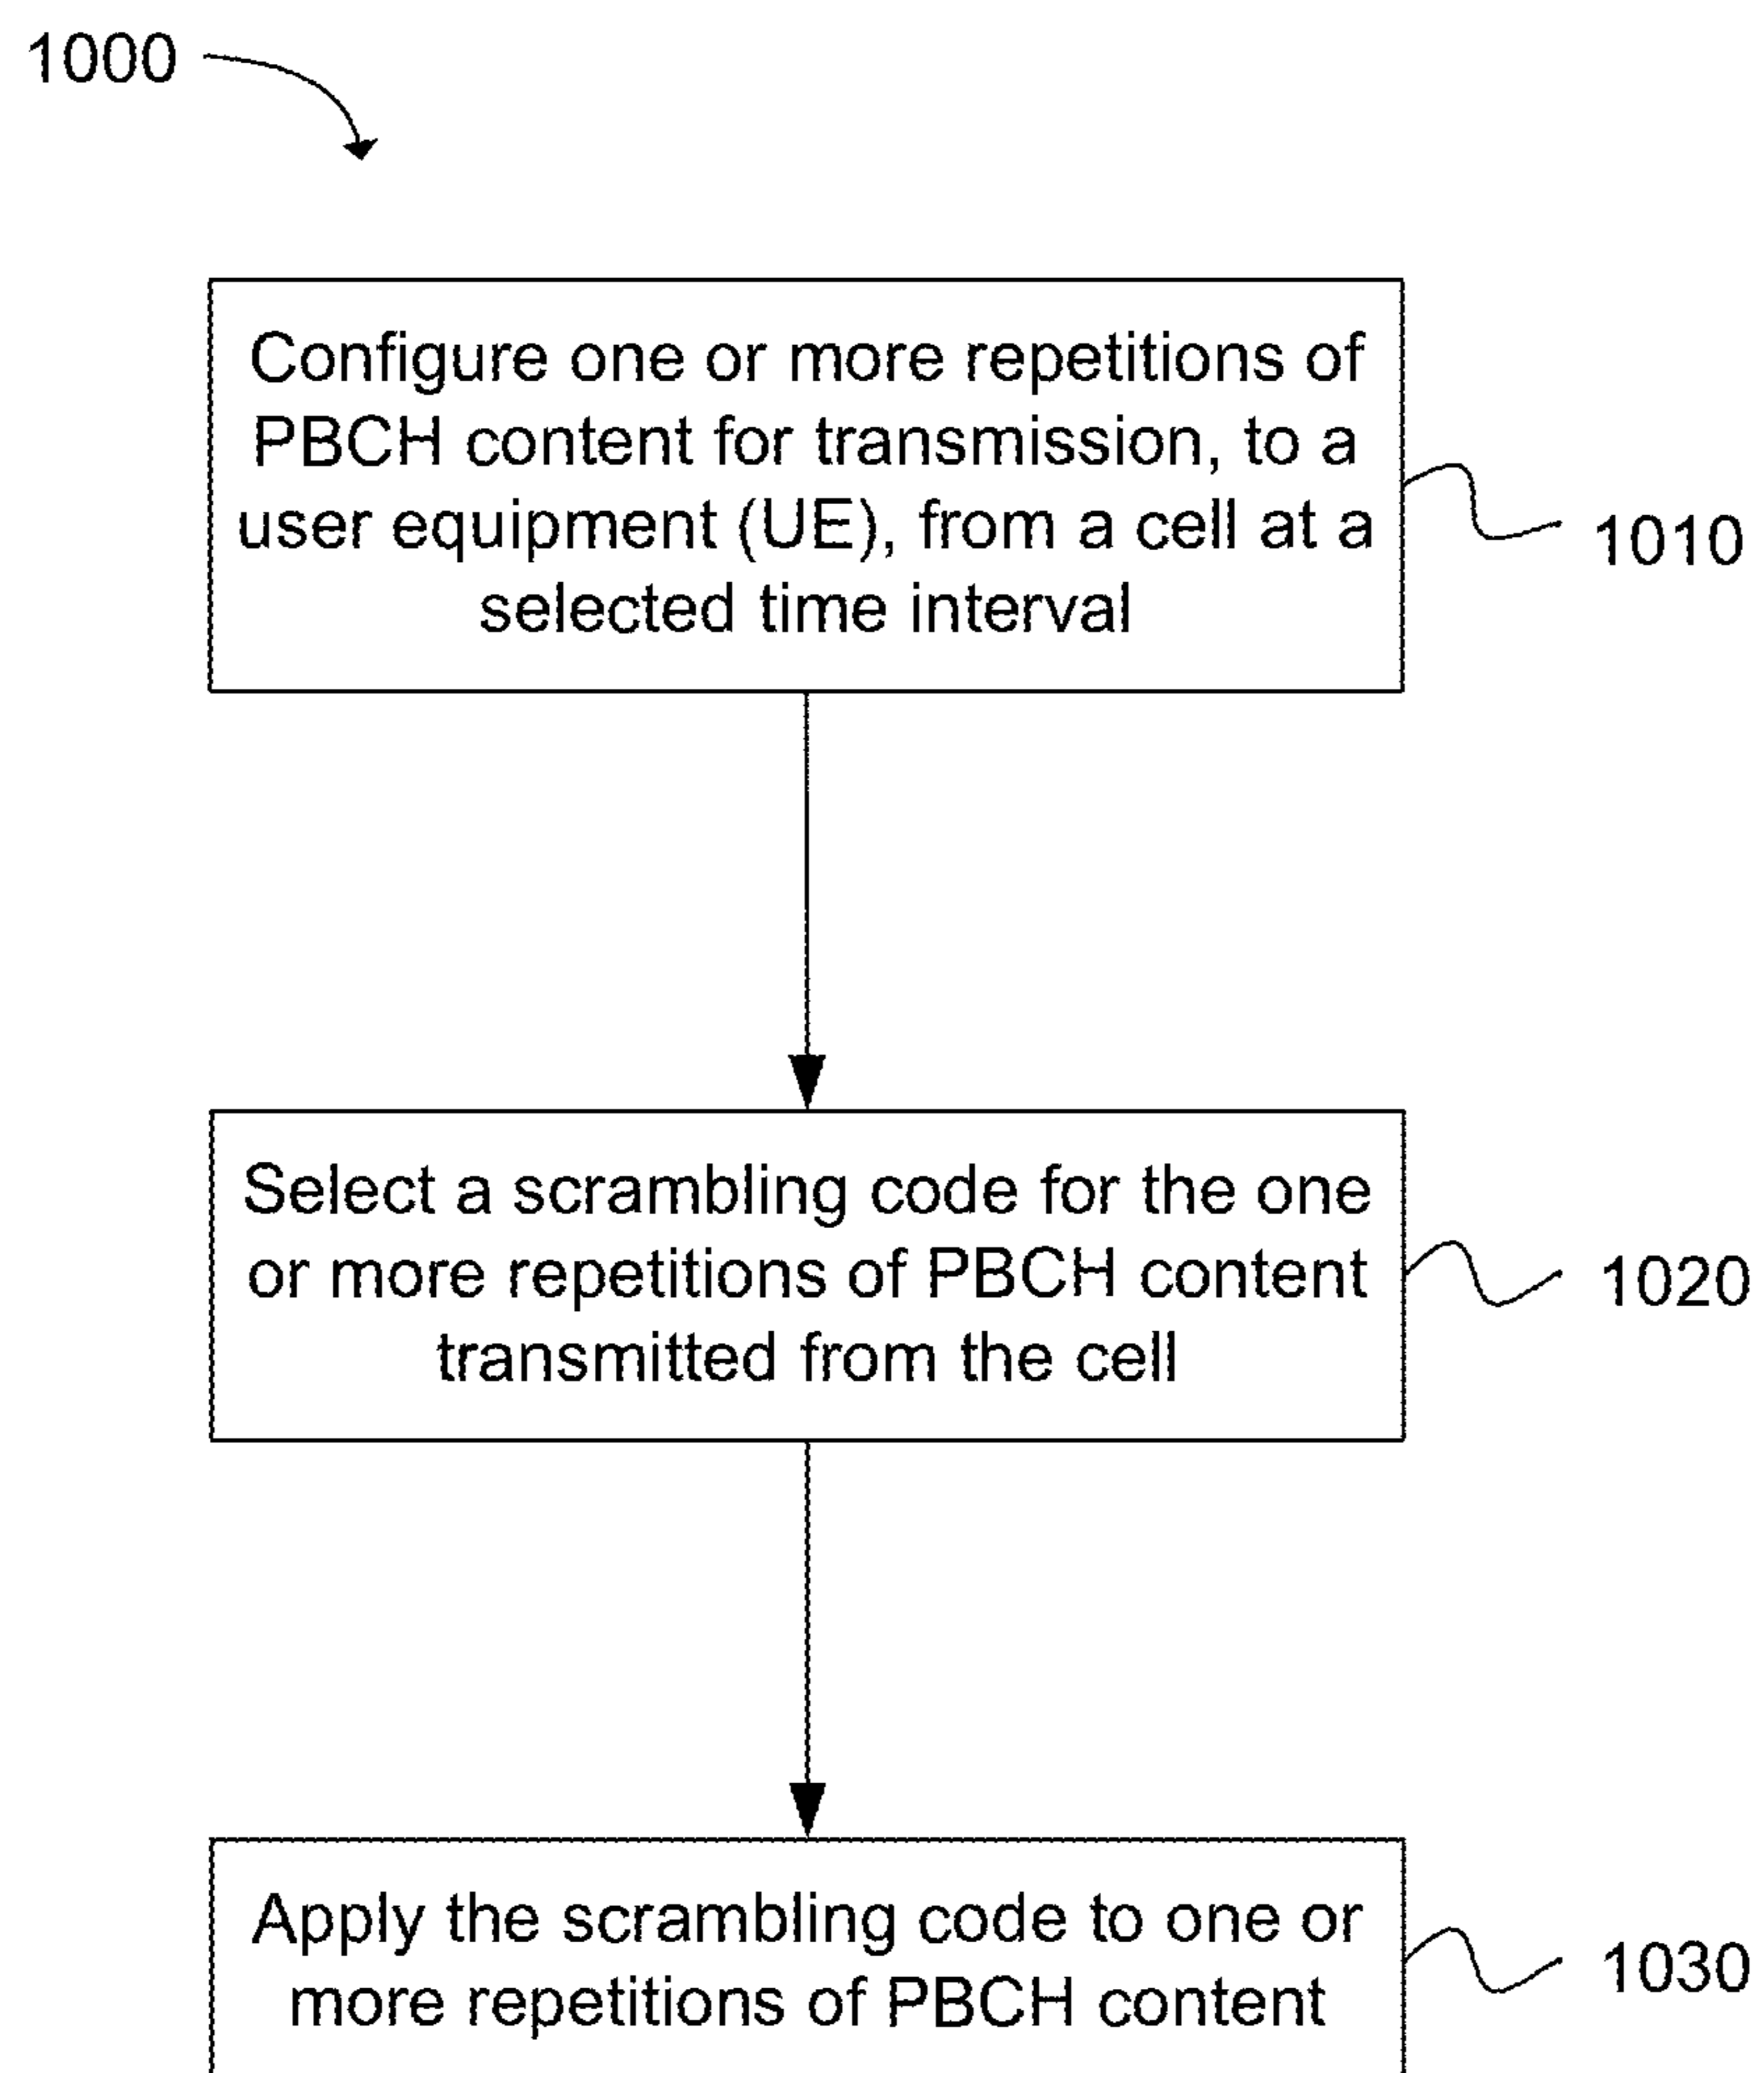 1000
Configure one or more repetitions of
PBCH content for transmission, to a
user equipment (UE), from a cell at a
selected time interval
1010
Select a scrambling code for the one
or more repetitions of PBCH content
transmitted from the cell
1020
Apply the scrambling code to one or
more repetitions of PBCH content
1030